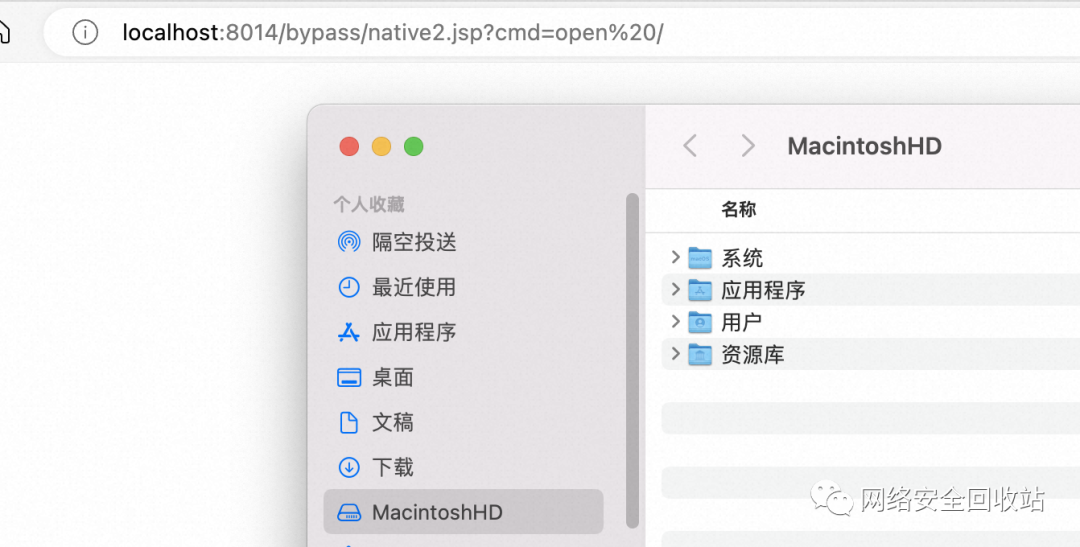 localhost:8014/bypass/native2.jsp?cmd=open%20/
MacintoshHD
个人收藏
名称
隔空投送
系统
最近使用
应用程序
应用程序
用户
桌面
资源库
文稿
下载
MacintoshHD
网络安全回收站